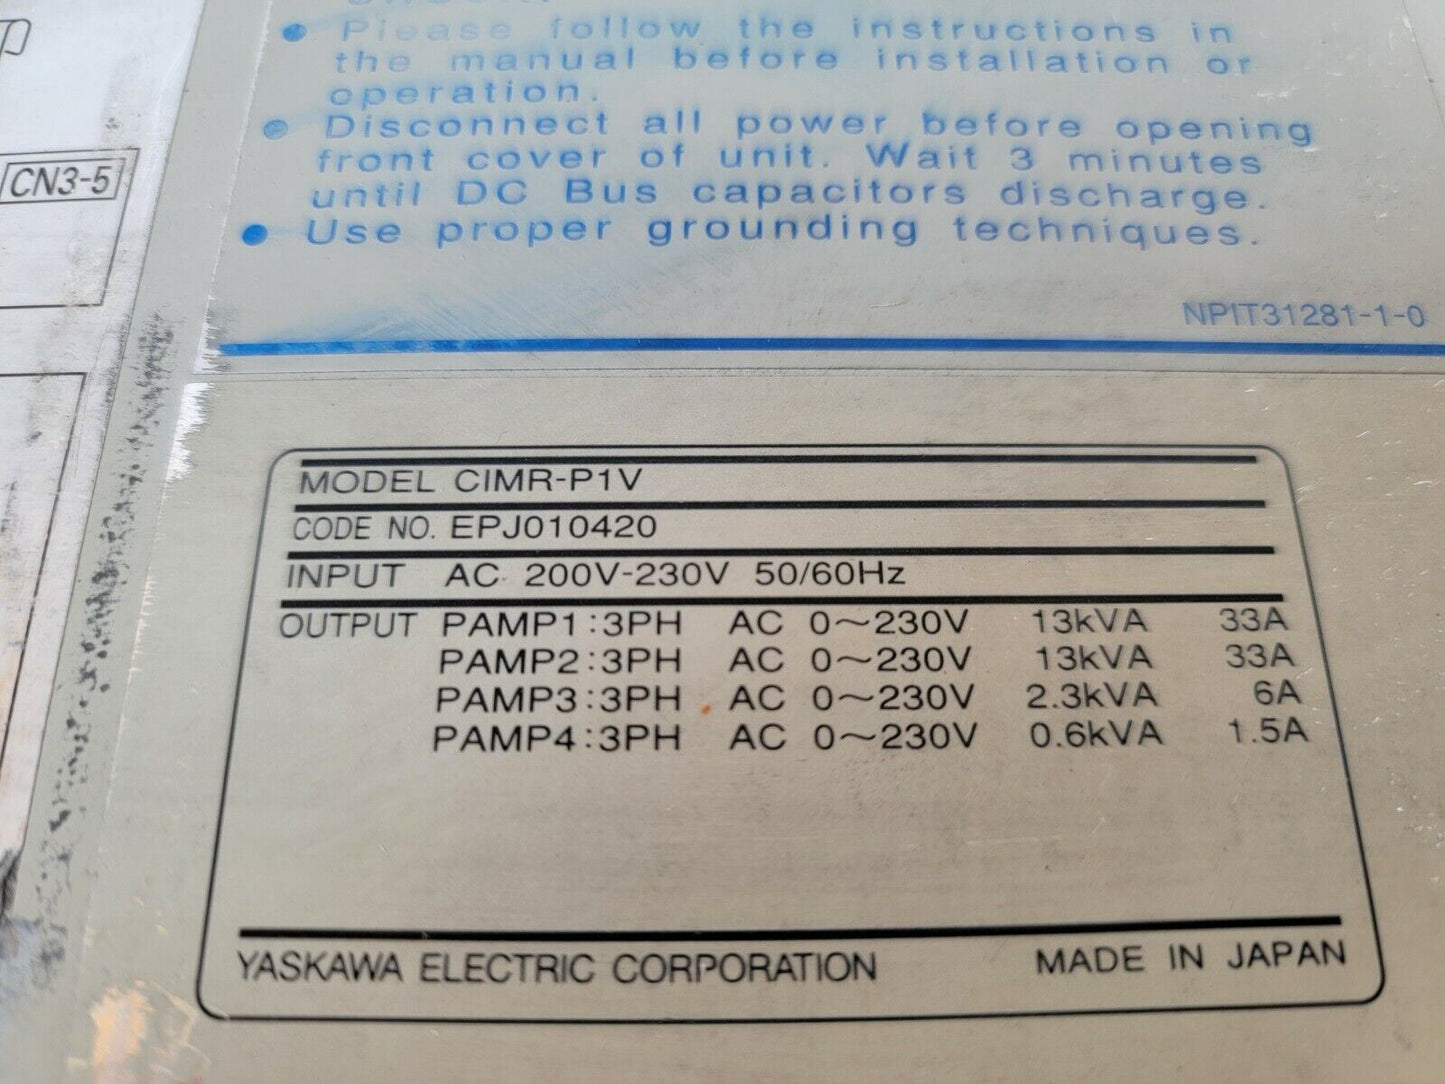 • Please follow the instructions in
the manual before installation or
operation.
• Disconnect all power before opening
front cover of unit. Wait 3 minutes
until DC Bus capacitors discharge.
• Use proper grounding techniques.
CN3-5
NPIT31281-1-0
MODEL CIMR-P1V
CODE NO. EPJ010420
INPUT AC 200V-230V 50/60Hz
OUTPUT PAMP1:3PH AC 0~230V 13kVA 33A
PAMP2:3PH AC 0~230V 13kVA 33A
PAMP3:3PH AC 0~230V 2.3kVA 6A
PAMP4:3PH AC 0~230V 0.6kVA 1.5A
YASKAWA ELECTRIC CORPORATION MADE IN JAPAN